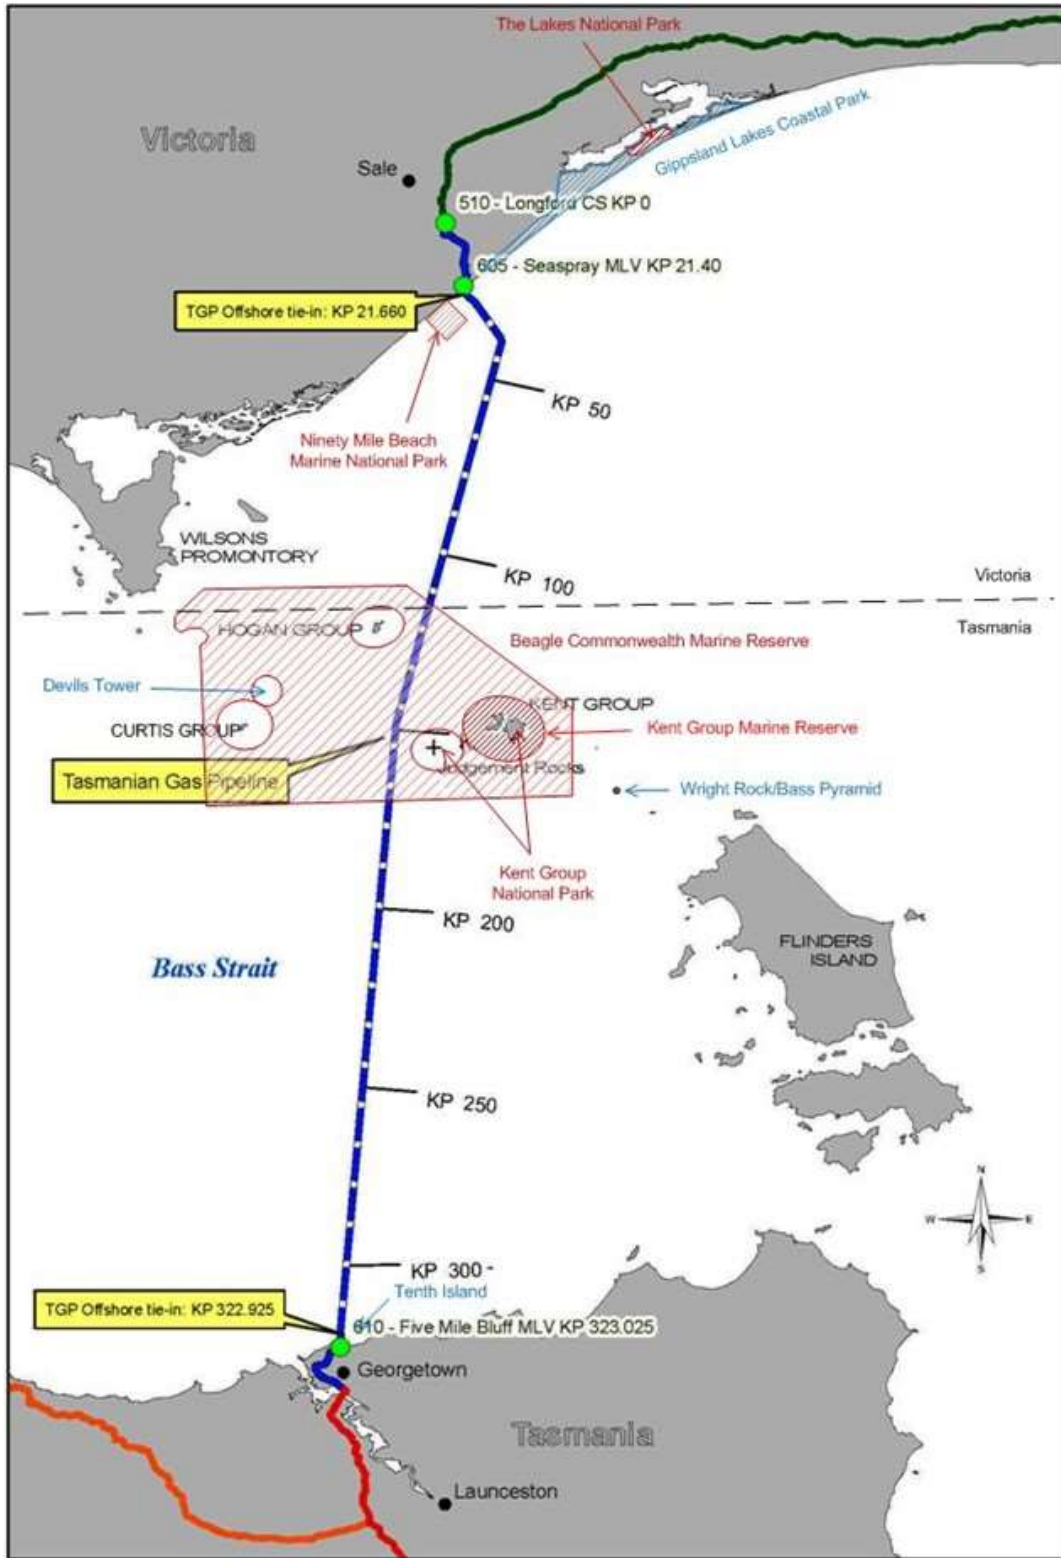 The Lakes National Park
Victoria
Gippsland Lakes Coastal Park
Sale
510 - Longford CS KP 0
605 - Seaspray MLV KP 21.40
TGP Offshore tie-in: KP 21.660
KP 50
Ninety Mile Beach
Marine National Park
WILSONS
PROMONTORY
KP 100
Victoria
Tasmania
HOGAN GROUP
Beagle Commonwealth Marine Reserve
Devils Tower
KENT GROUP
CURTIS GROUP
Kent Group Marine Reserve
Judgement Rocks
Tasmanian Gas Pipeline
Wright Rock/Bass Pyramid
Kent Group
National Park
KP 200
FLINDERS
ISLAND
Bass Strait
KP 250
N
W
E
S
KP 300
Tenth Island
TGP Offshore tie-in: KP 322.925
610 - Five Mile Bluff MLV KP 323.025
Georgetown
Tasmania
Launceston